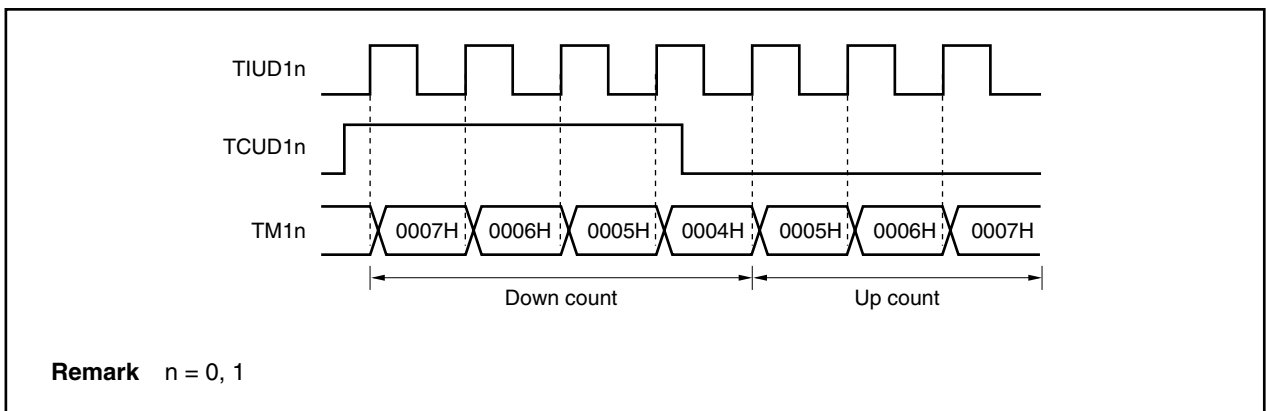 TIUD1n
TCUD1n
TM1n 0007H 0006H 0005H 0004H 0005H 0006H 0007H
Down count Up count
Remark n = 0, 1